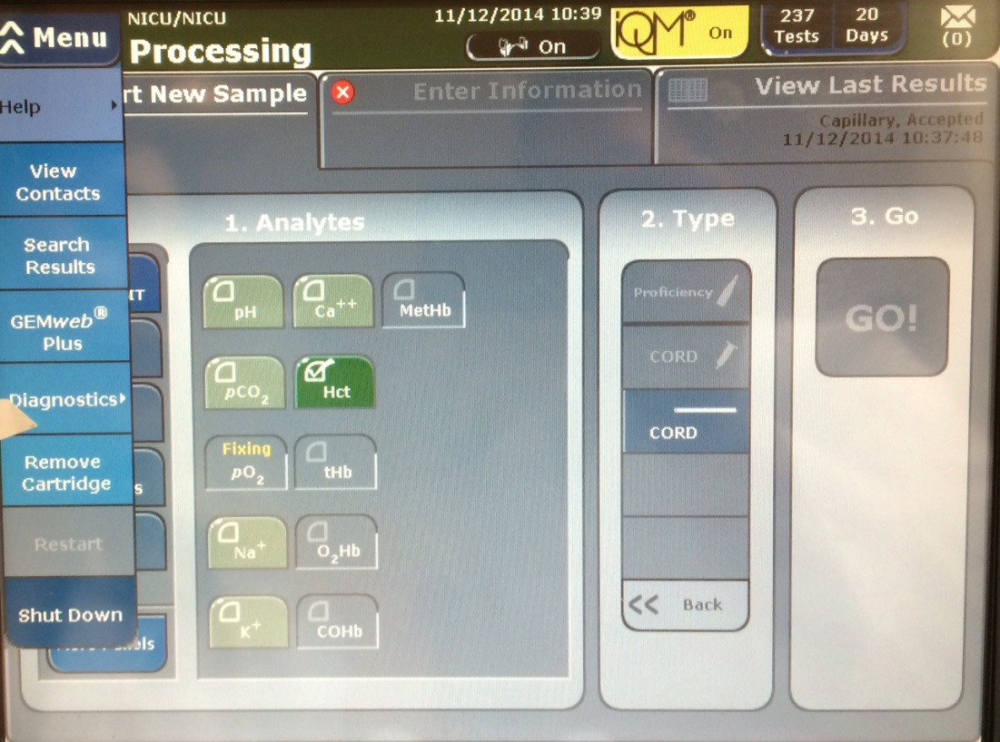 Menu
NICU/NICU
Processing
11/12/2014 10:39
On
iQM® On
237
Tests
20
Days
(0)
Help
rt New Sample
Enter Information
View Last Results
Capillary, Accepted
11/12/2014 10:37:48
View
Contacts
Search
Results
GEMweb®
Plus
Diagnostics
Remove
Cartridge
Restart
Shut Down
IT
s
els
1. Analytes
pH
Ca++
MetHb
pCO2
Hct
Fixing
pO2
tHb
Na+
O2Hb
K+
COHb
2. Type
Proficiency
CORD
CORD
<< Back
3. Go
GO!